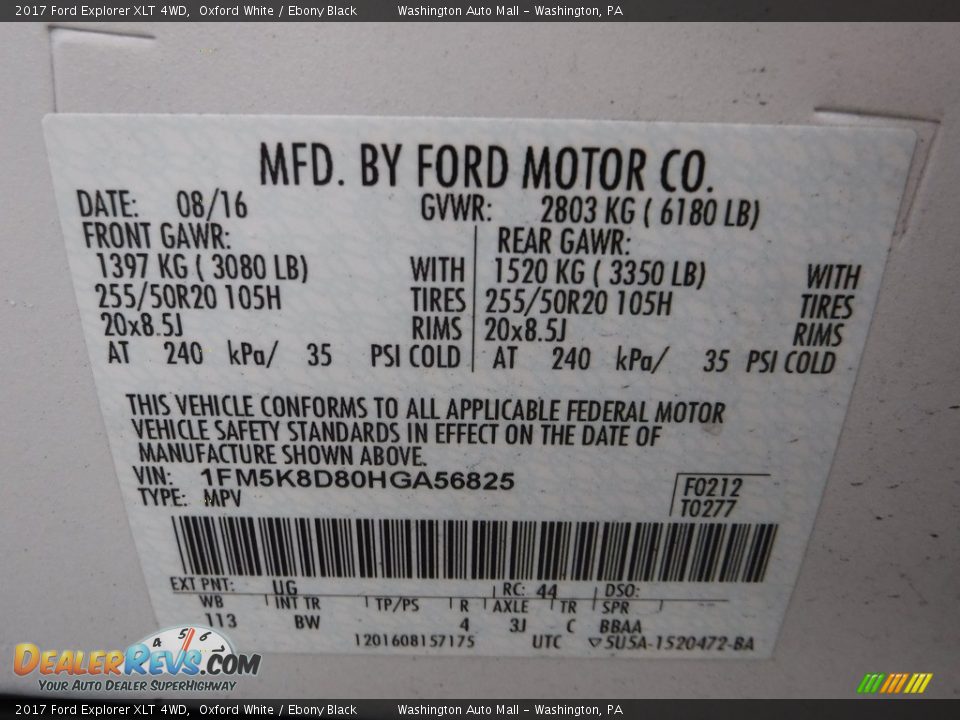 2017 Ford Explorer XLT 4WD, Oxford White / Ebony Black Washington Auto Mall - Washington, PA
MFD. BY FORD MOTOR CO.
DATE: 08/16 GVWR: 2803 KG ( 6180 LB)
FRONT GAWR: REAR GAWR:
1397 KG ( 3080 LB) WITH 1520 KG ( 3350 LB) WITH
255/50R20 105H TIRES 255/50R20 105H TIRES
20x8.5J RIMS 20x8.5J RIMS
AT 240 kPa/ 35 PSI COLD AT 240 kPa/ 35 PSI COLD
THIS VEHICLE CONFORMS TO ALL APPLICABLE FEDERAL MOTOR
VEHICLE SAFETY STANDARDS IN EFFECT ON THE DATE OF
MANUFACTURE SHOWN ABOVE.
VIN: 1FM5K8D80HGA56825
TYPE: MPV
F0212
T0277
EXT PNT: UG RC: 44 DSO:
WB INT TR TP/PS R AXLE TR SPR
113 BW 4 3J C BBAA
1201608157175 UTC ▽5U5A-1520472-BA
4 5 6
DEALERREVS.COM
YOUR AUTO DEALER SUPERHIGHWAY
2017 Ford Explorer XLT 4WD, Oxford White / Ebony Black Washington Auto Mall - Washington, PA